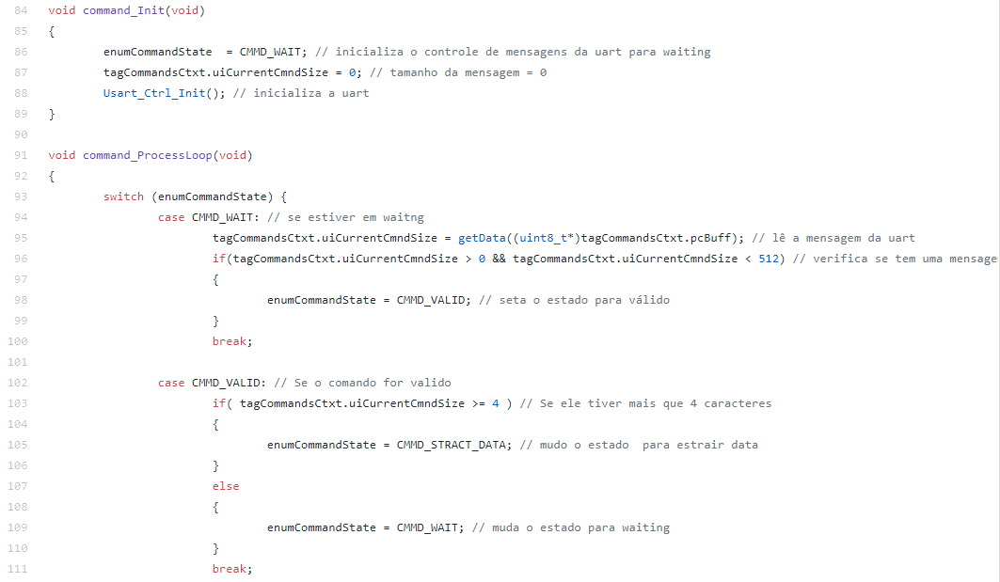 84 void command_Init(void)
85 {
86 enumCommandState  = CMMD_WAIT; // inicializa o controle de mensagens da uart para waiting
87 tagCommandsCtxt.uiCurrentCmndSize = 0; // tamanho da mensagem = 0
88 Usart_Ctrl_Init(); // inicializa a uart
89 }
90
91 void command_ProcessLoop(void)
92 {
93 switch (enumCommandState) {
94 case CMMD_WAIT: // se estiver em waitng
95 tagCommandsCtxt.uiCurrentCmndSize = getData((uint8_t*)tagCommandsCtxt.pcBuff); // lê a mensagem da uart
96 if(tagCommandsCtxt.uiCurrentCmndSize > 0 && tagCommandsCtxt.uiCurrentCmndSize < 512) // verifica se tem uma mensage
97 {
98 enumCommandState = CMMD_VALID; // seta o estado para válido
99 }
100 break;
101
102 case CMMD_VALID: // Se o comando for valido
103 if( tagCommandsCtxt.uiCurrentCmndSize >= 4 ) // Se ele tiver mais que 4 caracteres
104 {
105 enumCommandState = CMMD_STRACT_DATA; // mudo o estado  para estrair data
106 }
107 else
108 {
109 enumCommandState = CMMD_WAIT; // muda o estado para waiting
110 }
111 break;